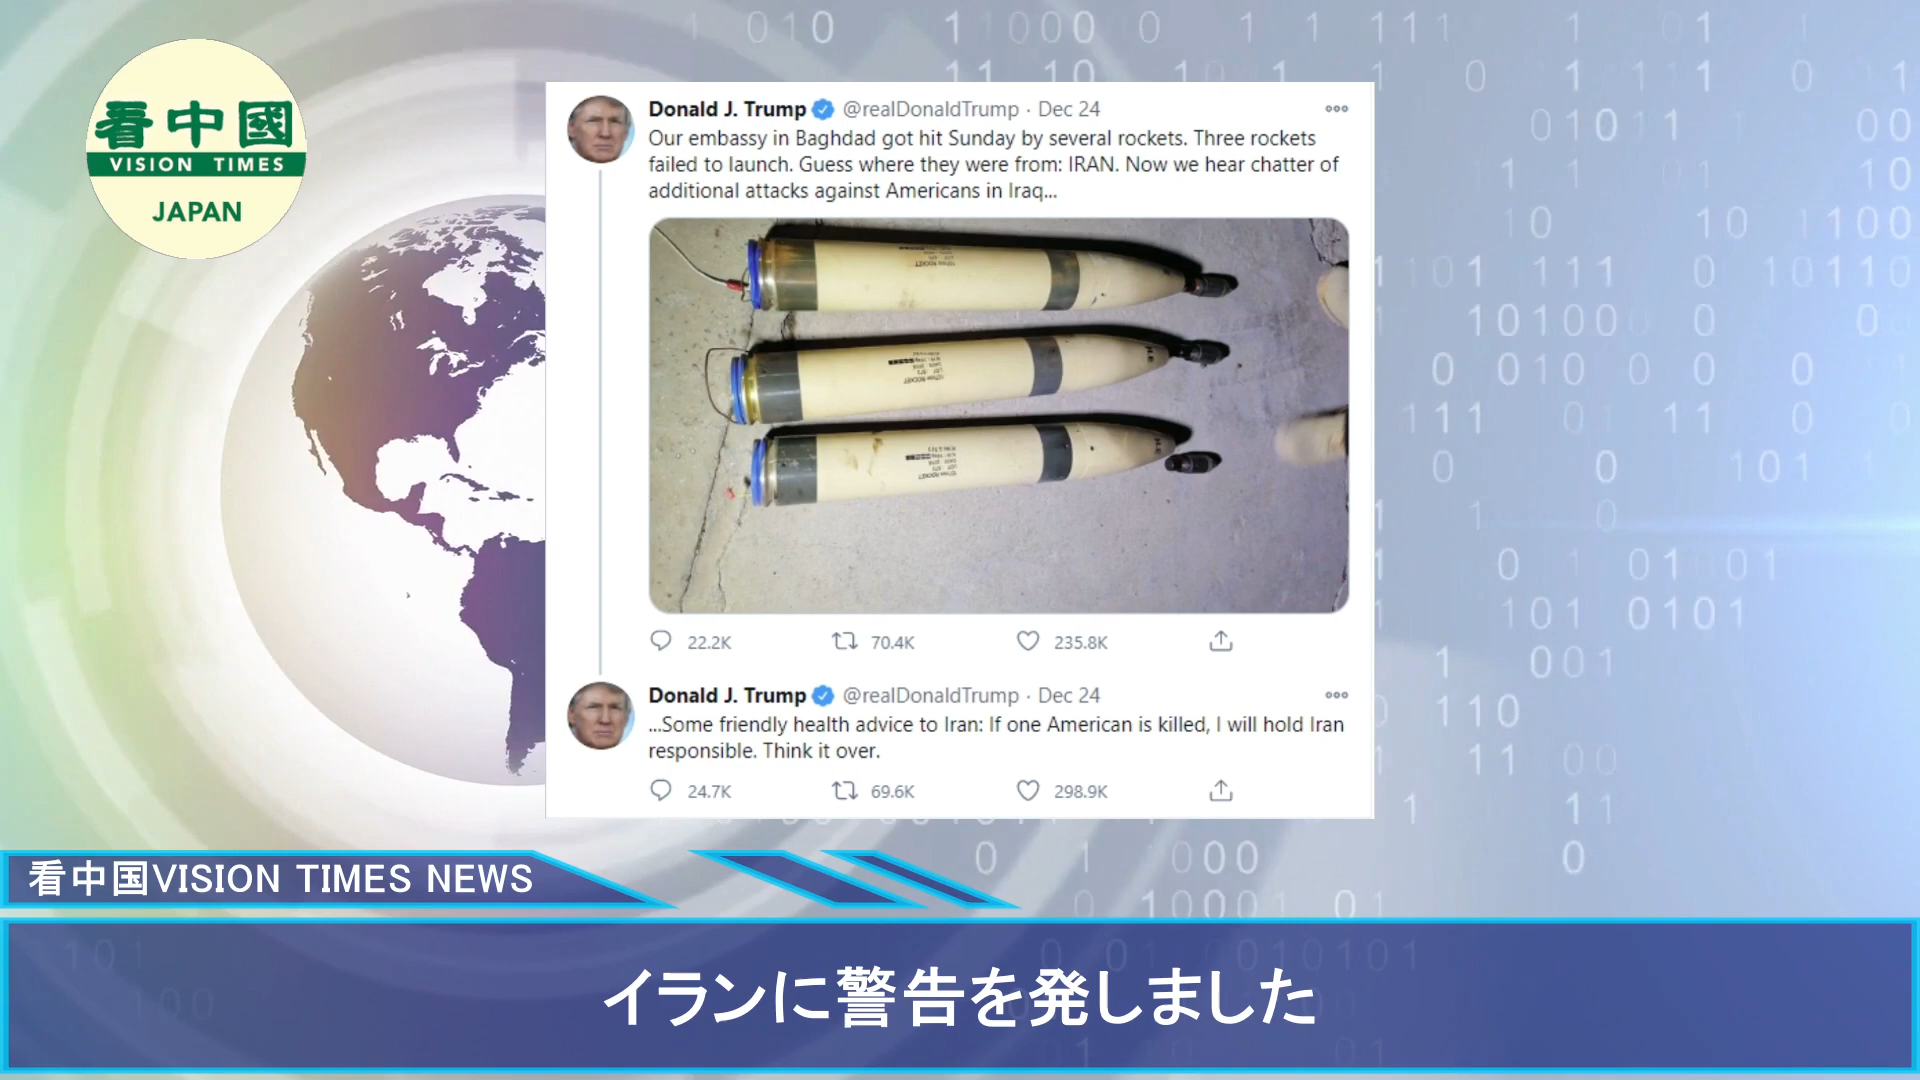 看中國
VISION TIMES
JAPAN
Donald J. Trump @realDonaldTrump · Dec 24
Our embassy in Baghdad got hit Sunday by several rockets. Three rockets
failed to launch. Guess where they were from: IRAN. Now we hear chatter of
additional attacks against Americans in Iraq...
22.2K 70.4K 235.8K
Donald J. Trump @realDonaldTrump · Dec 24
...Some friendly health advice to Iran: If one American is killed, I will hold Iran
responsible. Think it over.
24.7K 69.6K 298.9K
看中国VISION TIMES NEWS
イランに警告を発しました